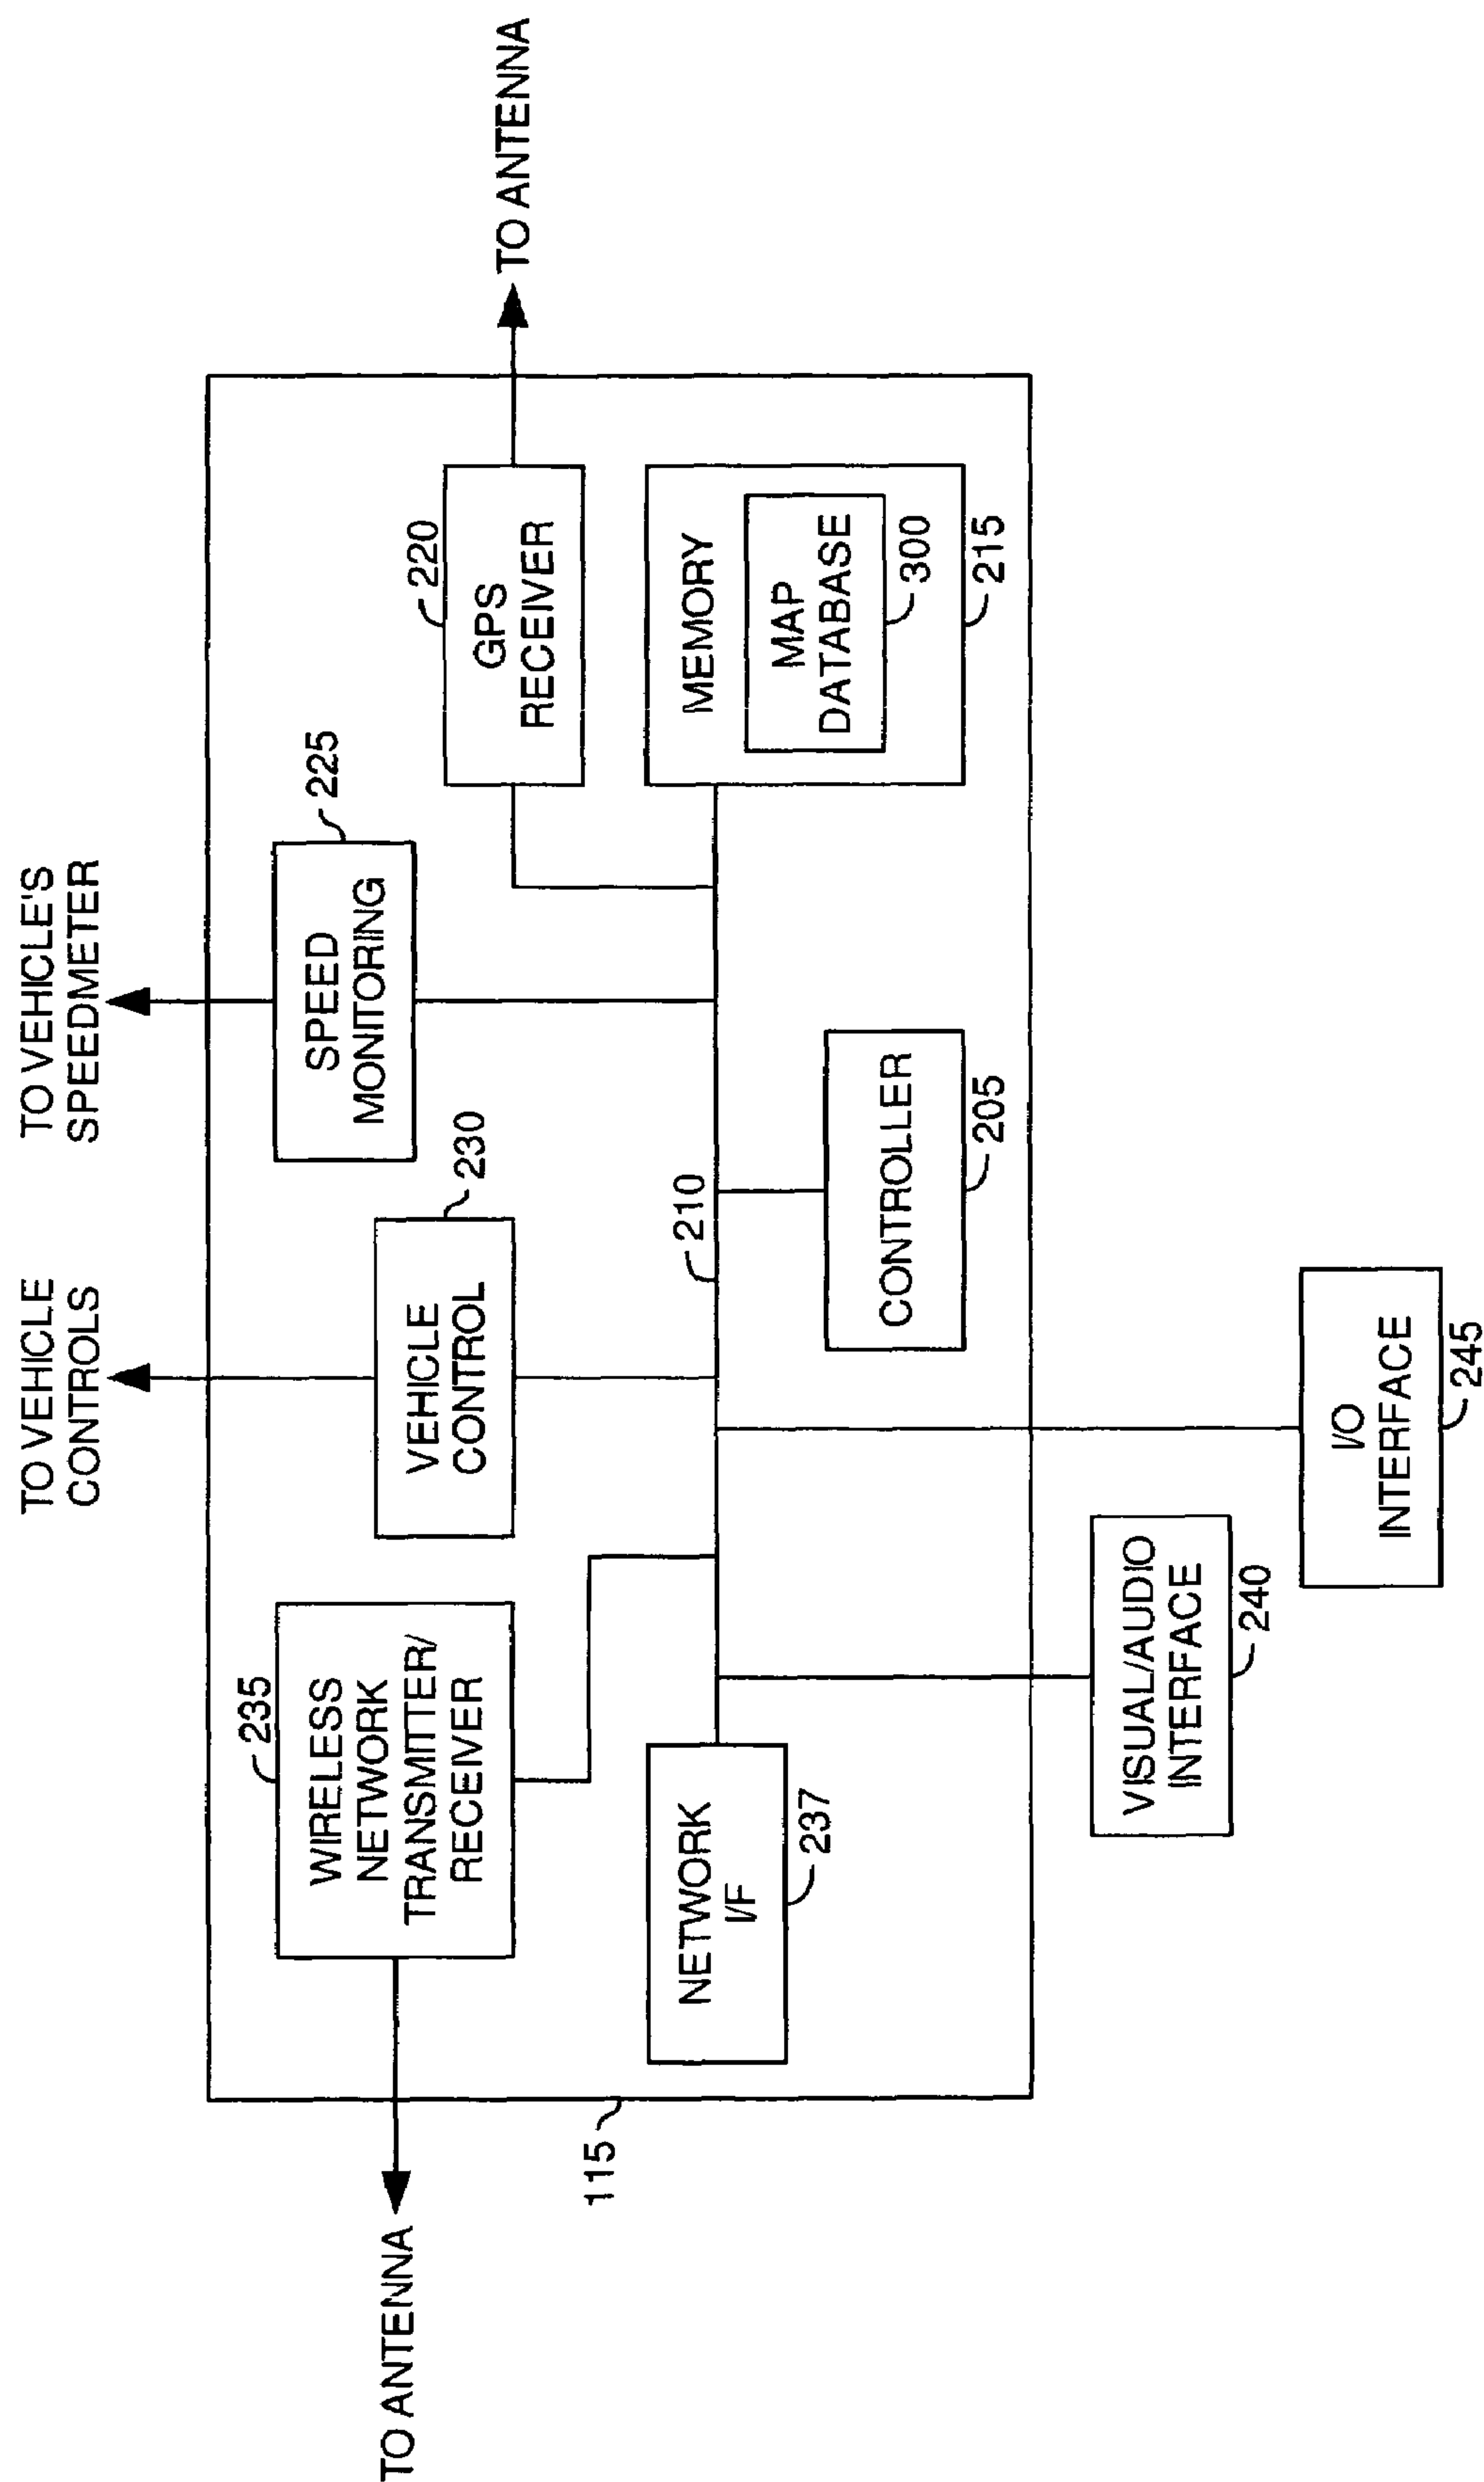 TO VEHICLE
CONTROLS
TO VEHICLE'S
SPEEDMETER
235
WIRELESS
NETWORK
TRANSMITTER/
RECEIVER
TO ANTENNA
230
VEHICLE
CONTROL
225
SPEED
MONITORING
220
GPS
RECEIVER
TO ANTENNA
115
NETWORK
I/F
237
210
CONTROLLER
205
MEMORY
MAP
DATABASE
300
215
VISUAL/AUDIO
INTERFACE
240
I/O
INTERFACE
245